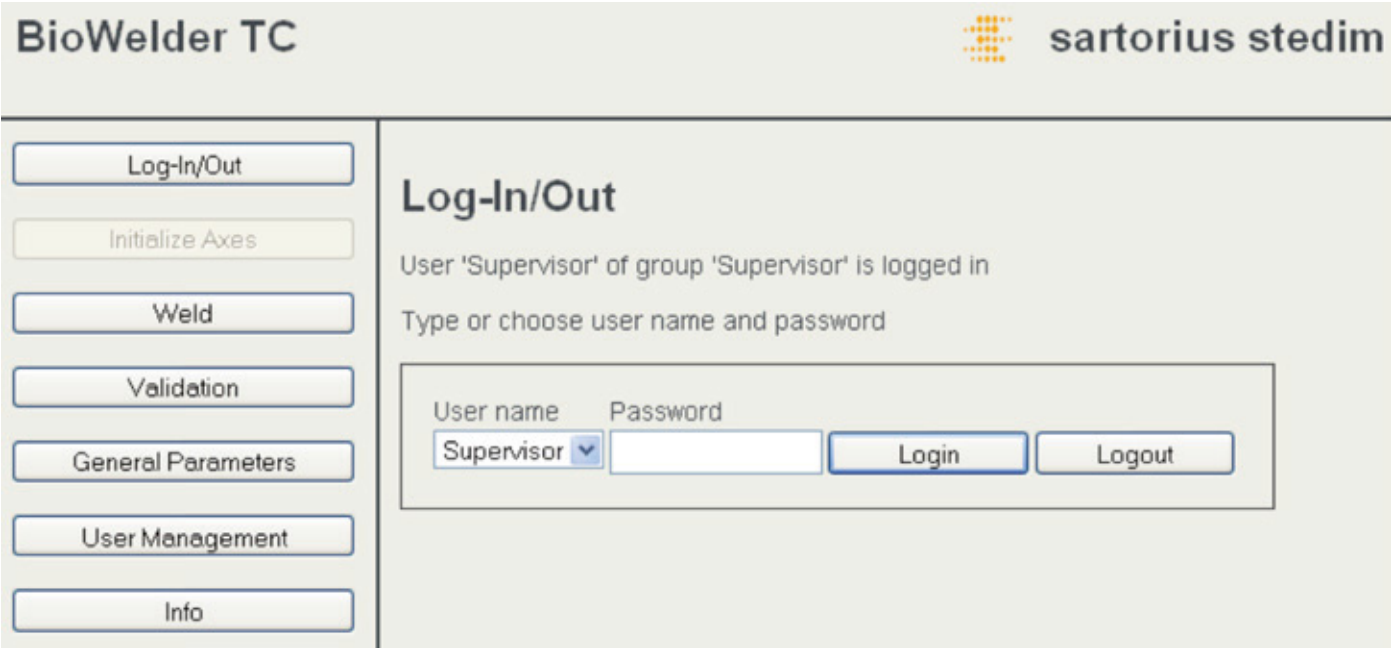 BioWelder TC
sartorius stedim
Log-In/Out
Initialize Axes
Weld
Validation
General Parameters
User Management
Info
Log-In/Out
User 'Supervisor' of group 'Supervisor' is logged in
Type or choose user name and password
User name Password
Supervisor Login Logout